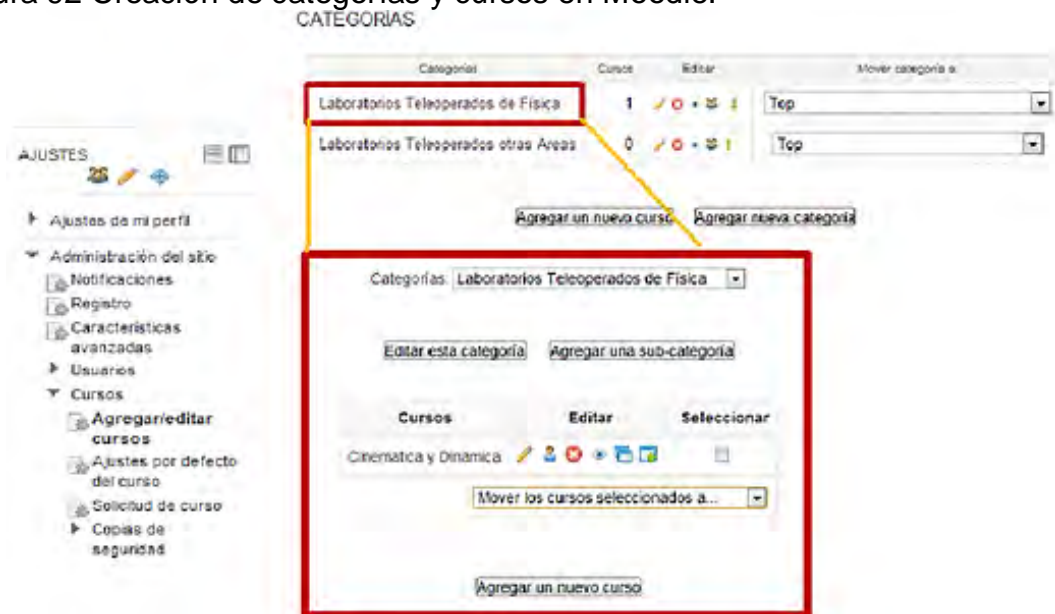 ra 62 Creación de categorías y cursos en Moodle.
CATEGORÍAS
Categorías Cursos Editar Mover categoría a:
Laboratorios Teleoperados de Física 1 Top
Laboratorios Teleoperados otras Areas 0 Top
Agregar un nuevo curso Agregar nueva categoría
AJUSTES
Ajustes de mi perfil
Administración del sitio
Notificaciones
Registro
Características
avanzadas
Usuarios
Cursos
Agregar/editar
cursos
Ajustes por defecto
del curso
Solicitud de curso
Copias de
seguridad
Categorías: Laboratorios Teleoperados de Física
Editar esta categoría Agregar una sub-categoría
Cursos Editar Seleccionar
Cinematica y Dinamica
Mover los cursos seleccionados a...
Agregar un nuevo curso